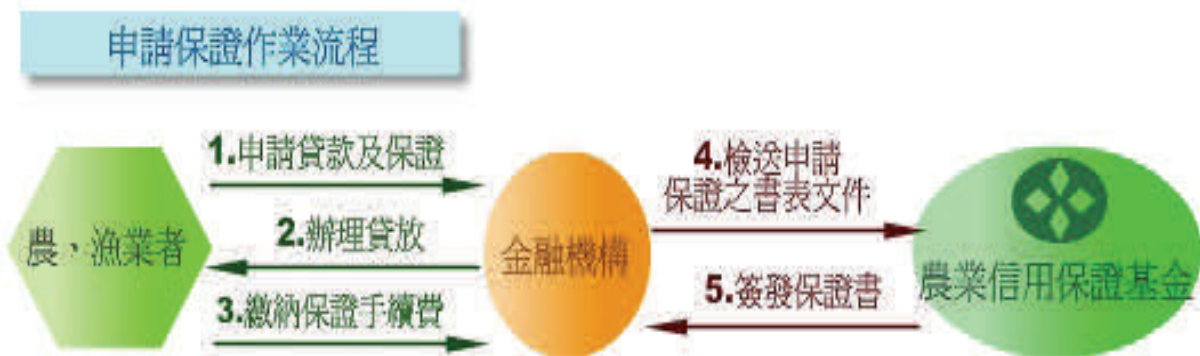 申請保證作業流程
1.申請貸款及保證
2.辦理貸放
3.繳納保證手續費
農、漁業者
金融機構
4.檢送申請
保證之書表文件
5.簽發保證書
農業信用保證基金